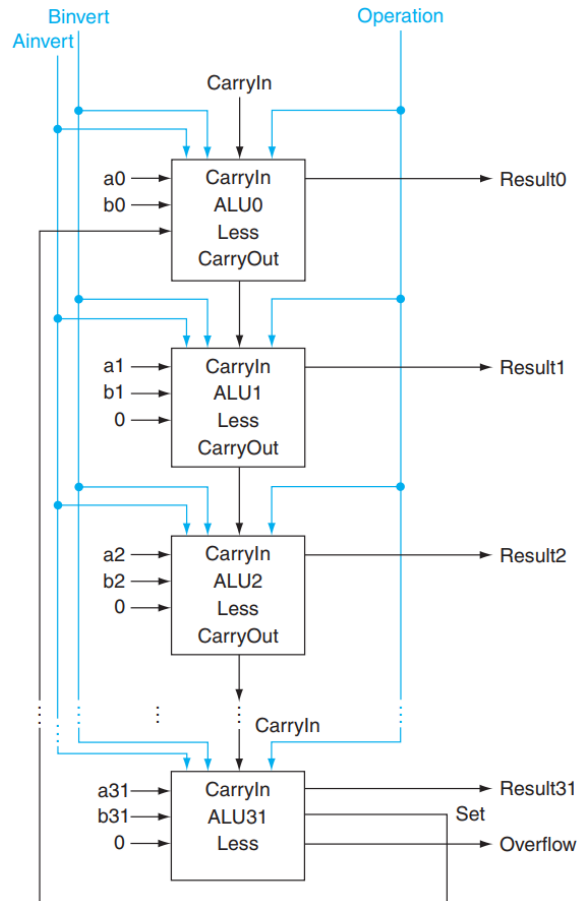 Binvert
Operation
Ainvert
CarryIn
a0
CarryIn
Result0
b0
ALU0
Less
CarryOut
a1
CarryIn
Result1
b1
ALU1
0
Less
CarryOut
a2
CarryIn
Result2
b2
ALU2
0
Less
CarryOut
CarryIn
a31
CarryIn
Result31
b31
ALU31
Set
0
Less
Overflow